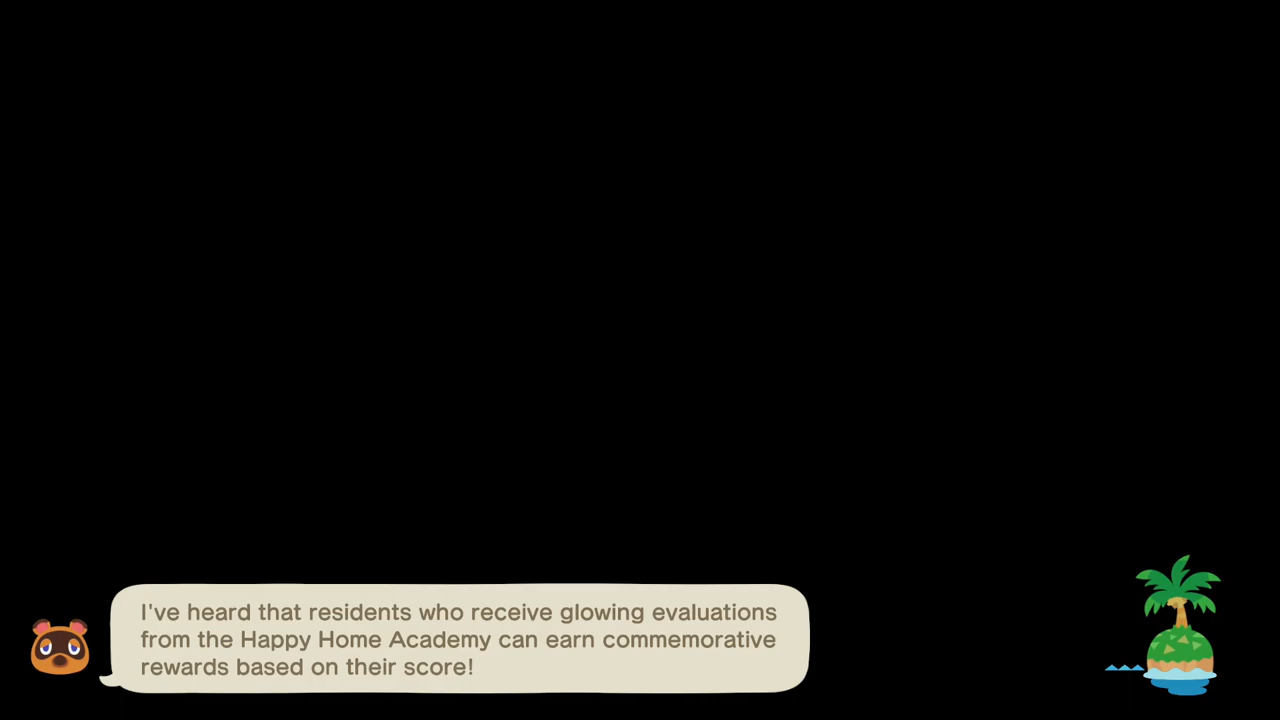 I've heard that residents who receive glowing evaluations
from the Happy Home Academy can earn commemorative
rewards based on their score!